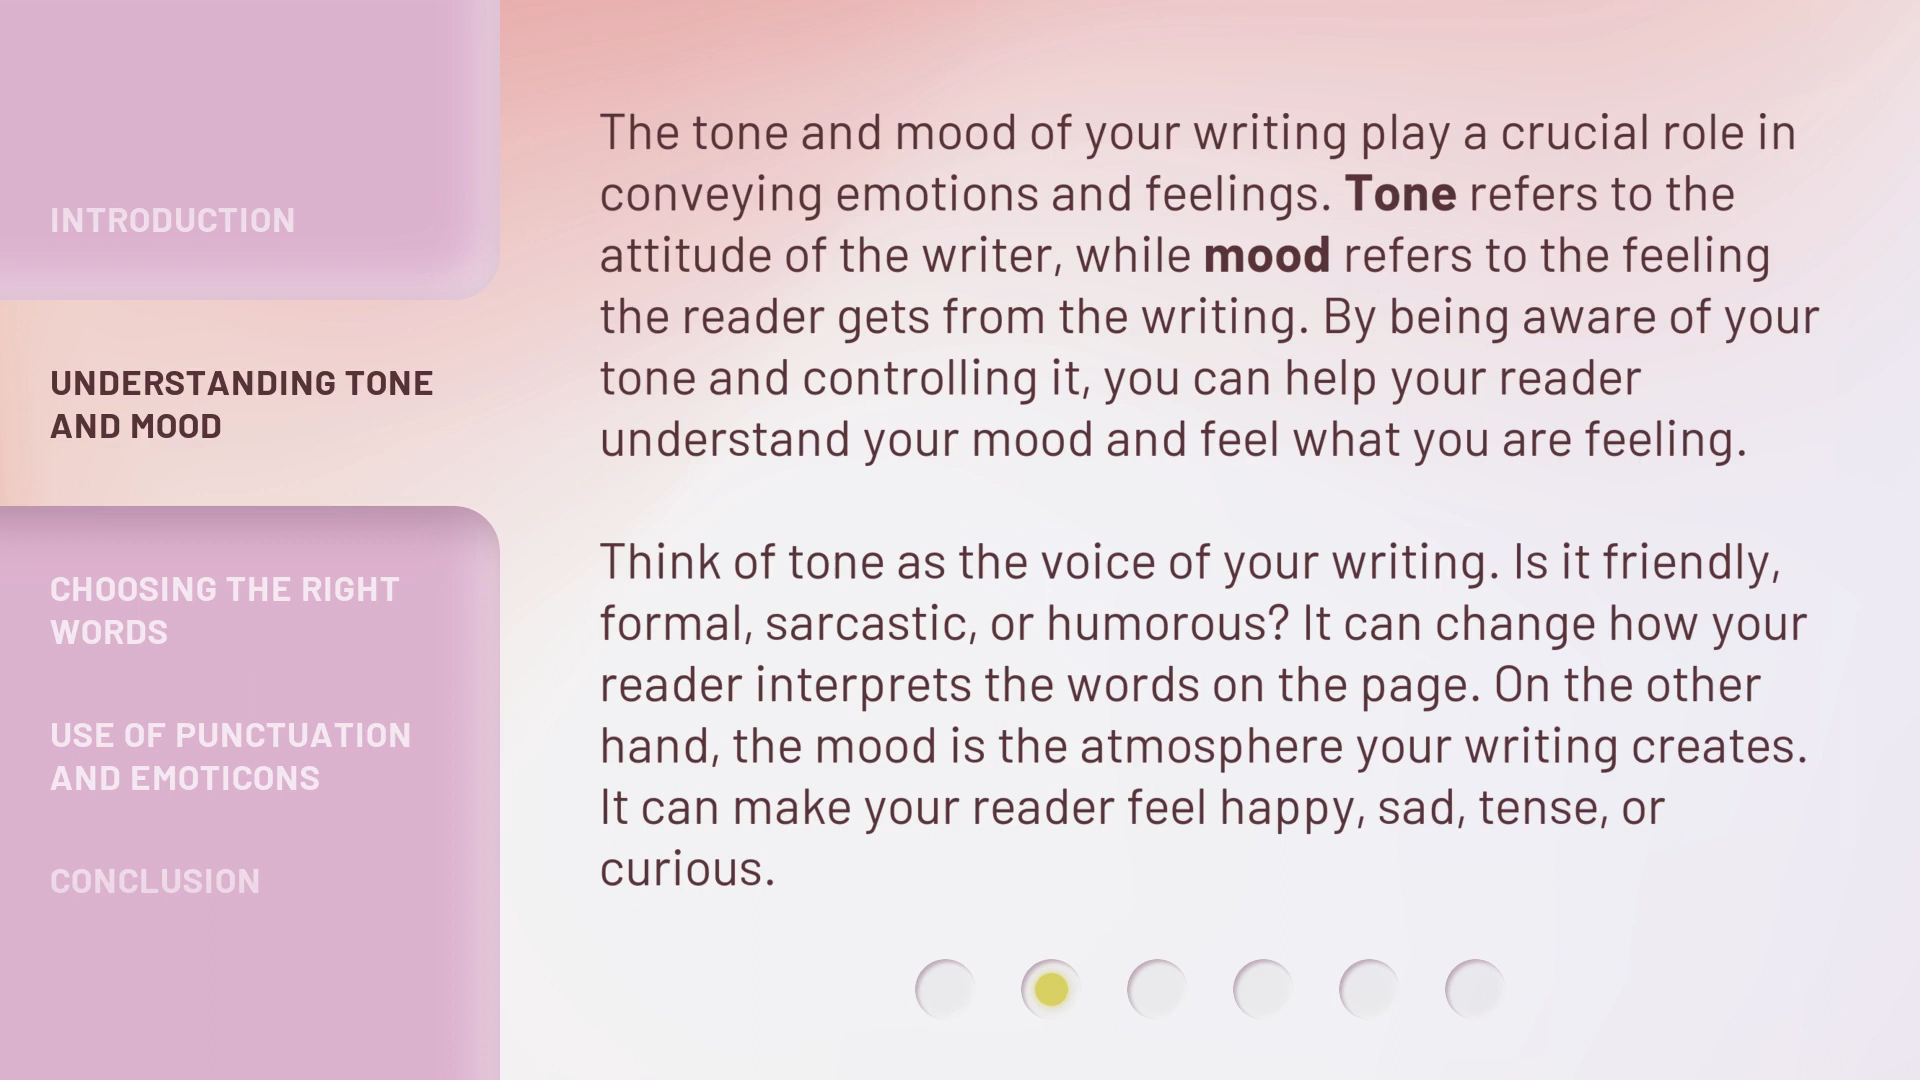 INTRODUCTION
UNDERSTANDING TONE
AND MOOD
CHOOSING THE RIGHT
WORDS
USE OF PUNCTUATION
AND EMOTICONS
CONCLUSION
The tone and mood of your writing play a crucial role in
conveying emotions and feelings. Tone refers to the
attitude of the writer, while mood refers to the feeling
the reader gets from the writing. By being aware of your
tone and controlling it, you can help your reader
understand your mood and feel what you are feeling.
Think of tone as the voice of your writing. Is it friendly,
formal, sarcastic, or humorous? It can change how your
reader interprets the words on the page. On the other
hand, the mood is the atmosphere your writing creates.
It can make your reader feel happy, sad, tense, or
curious.